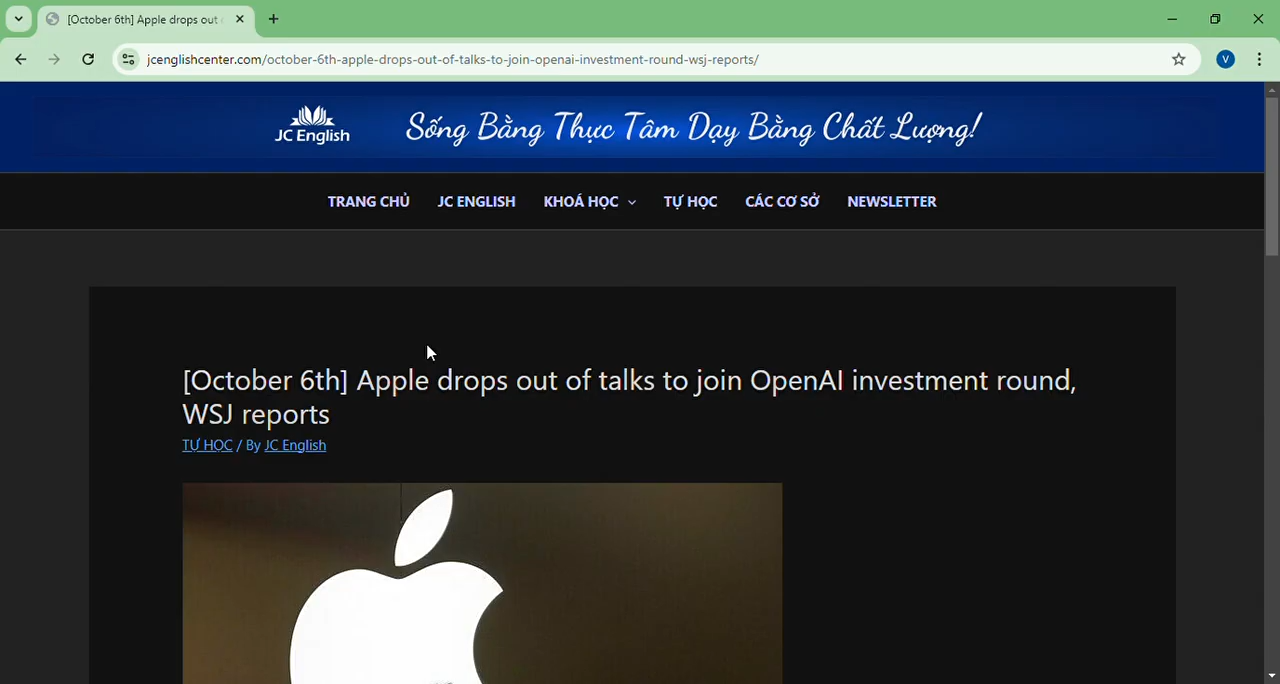 [October 6th] Apple drops out
V
jcenglishcenter.com/october-6th-apple-drops-out-of-talks-to-join-openai-investment-round-wsj-reports/
JC English
Sống Bằng Thực Tâm Dạy Bằng Chất Lượng!
TRANG CHỦ JC ENGLISH KHOÁ HỌC TỰ HỌC CÁC CƠ SỞ NEWSLETTER
[October 6th] Apple drops out of talks to join OpenAI investment round,
WSJ reports
TỰ HỌC / By JC English